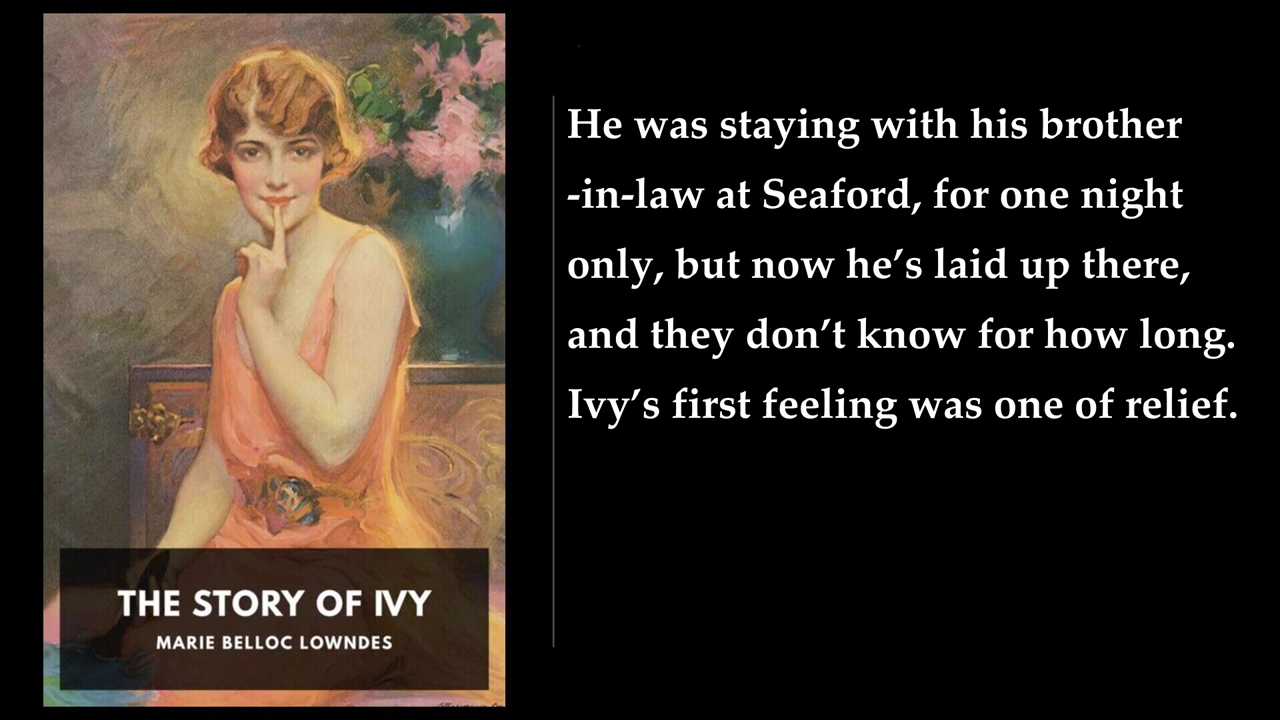 He was staying with his brother
-in-law at Seaford, for one night
only, but now he’s laid up there,
and they don’t know for how long.
Ivy’s first feeling was one of relief.
THE STORY OF IVY
MARIE BELLOC LOWNDES